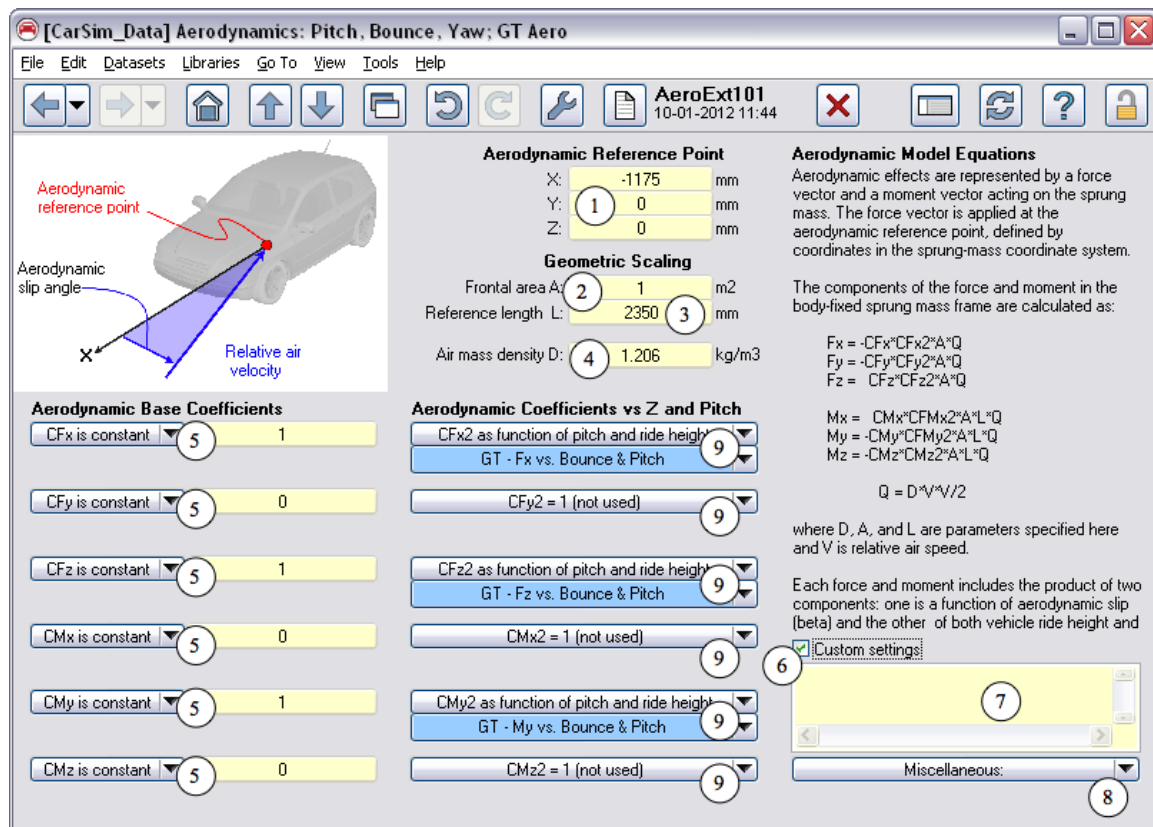 [CarSim_Data] Aerodynamics: Pitch, Bounce, Yaw; GT Aero
File Edit Datasets Libraries Go To View Tools Help
AeroExt101
10-01-2012 11:44
Aerodynamic
reference point
Aerodynamic
slip angle
X
Relative air
velocity
Aerodynamic Reference Point
X: -1175 mm
Y: 1 0 mm
Z: 0 mm
Geometric Scaling
Frontal area A: 2 1 m2
Reference length L: 2350 3 mm
Air mass density D: 4 1.206 kg/m3
Aerodynamic Model Equations
Aerodynamic effects are represented by a force
vector and a moment vector acting on the sprung
mass. The force vector is applied at the
aerodynamic reference point, defined by
coordinates in the sprung-mass coordinate system.
The components of the force and moment in the
body-fixed sprung mass frame are calculated as:
Fx = -CFx*CFx2*A*Q
Fy = -CFy*CFy2*A*Q
Fz = CFz*CFz2*A*Q
Mx = CMx*CFMx2*A*L*Q
My = -CMy*CFMy2*A*L*Q
Mz = -CMz*CMz2*A*L*Q
Q = D*V*V/2
where D, A, and L are parameters specified here
and V is relative air speed.
Each force and moment includes the product of two
components: one is a function of aerodynamic slip
(beta) and the other of both vehicle ride height and
6 Custom settings
7
Miscellaneous:
8
Aerodynamic Base Coefficients
CFx is constant 5 1
CFy is constant 5 0
CFz is constant 5 1
CMx is constant 5 0
CMy is constant 5 1
CMz is constant 5 0
Aerodynamic Coefficients vs Z and Pitch
CFx2 as function of pitch and ride height 9
GT - Fx vs. Bounce & Pitch
CFy2 = 1 (not used) 9
CFz2 as function of pitch and ride height 9
GT - Fz vs. Bounce & Pitch
CMx2 = 1 (not used) 9
CMy2 as function of pitch and ride height 9
GT - My vs. Bounce & Pitch
CMz2 = 1 (not used) 9